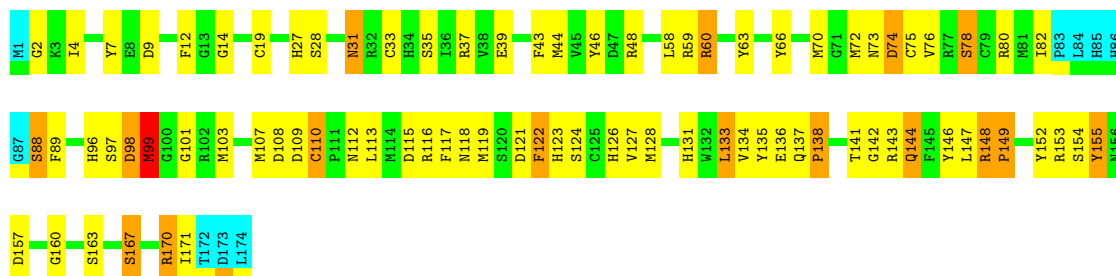 M1 G2 K3 I4 Y7 E8 D9 F12 G13 G14 C19 H27 S28 N31 R32 C33 H34 S35 I36 R37 V38 E39 F43 M44 V45 Y46 D47 R48 L58 R59 R60 Y63 Y66 M70 G71 M72 N73 D74 C75 V76 R77 S78 C79 R80 M81 I82 P83 L84 H85 H86
G87 S88 F89 H96 S97 D98 M99 G100 G101 R102 M103 M107 D108 D109 C110 P111 N112 L113 M114 D115 R116 F117 N118 M119 S120 D121 F122 H123 S124 C125 H126 V127 M128 H131 W132 L133 V134 Y135 E136 Q137 P138 T141 G142 R143 Q144 F145 Y146 L147 R148 P149 Y152 R153 S154 Y155 N156
D157 G160 S163 S167 R170 I171 T172 D173 L174